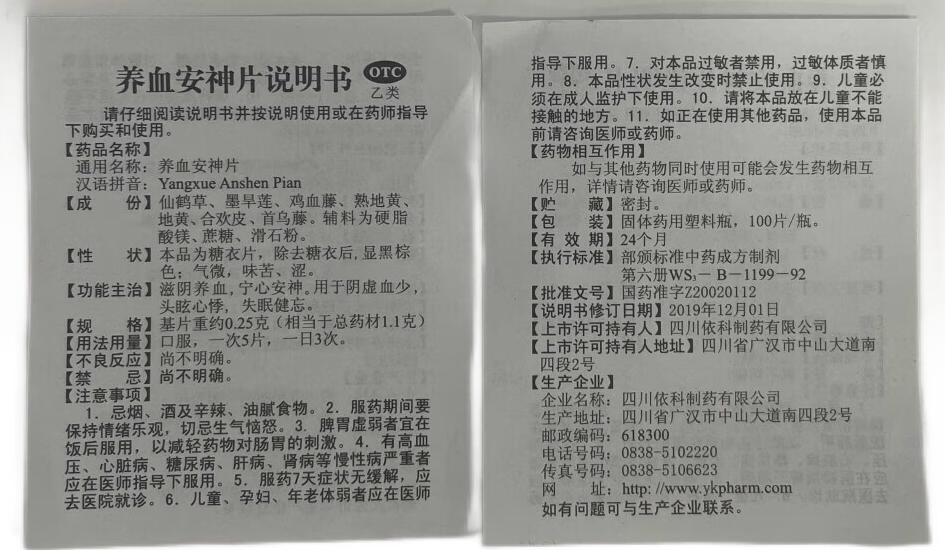 养血安神片说明书 OTC
乙类
请仔细阅读说明书并按说明使用或在药师指导
下购买和使用。
【药品名称】
通用名称：养血安神片
汉语拼音：Yangxue Anshen Pian
【成　份】仙鹤草、墨旱莲、鸡血藤、熟地黄、
地黄、合欢皮、首乌藤。辅料为硬脂
酸镁、蔗糖、滑石粉。
【性　状】本品为糖衣片，除去糖衣后，显黑棕
色；气微，味苦、涩。
【功能主治】滋阴养血，宁心安神。用于阴虚血少，
头眩心悸，失眠健忘。
【规　格】基片重约0.25克（相当于总药材1.1克）
【用法用量】口服，一次5片，一日3次。
【不良反应】尚不明确。
【禁　忌】尚不明确。
【注意事项】
1．忌烟、酒及辛辣、油腻食物。2．服药期间要
保持情绪乐观，切忌生气恼怒。3．脾胃虚弱者宜在
饭后服用，以减轻药物对肠胃的刺激。4．有高血
压、心脏病、糖尿病、肝病、肾病等慢性病严重者
应在医师指导下服用。5．服药7天症状无缓解，应
去医院就诊。6．儿童、孕妇、年老体弱者应在医师
指导下服用。7．对本品过敏者禁用，过敏体质者慎
用。8．本品性状发生改变时禁止使用。9．儿童必
须在成人监护下使用。10．请将本品放在儿童不能
接触的地方。11．如正在使用其他药品，使用本品
前请咨询医师或药师。
【药物相互作用】
如与其他药物同时使用可能会发生药物相互
作用，详情请咨询医师或药师。
【贮　藏】密封。
【包　装】固体药用塑料瓶，100片/瓶。
【有 效 期】24个月
【执行标准】部颁标准中药成方制剂
第六册WS₃－B－1199－92
【批准文号】国药准字Z20020112
【说明书修订日期】2019年12月01日
【上市许可持有人】四川依科制药有限公司
【上市许可持有人地址】四川省广汉市中山大道南
四段2号
【生产企业】
企业名称：四川依科制药有限公司
生产地址：四川省广汉市中山大道南四段2号
邮政编码：618300
电话号码：0838-5102220
传真号码：0838-5106623
网　址：http://www.ykpharm.com
如有问题可与生产企业联系。